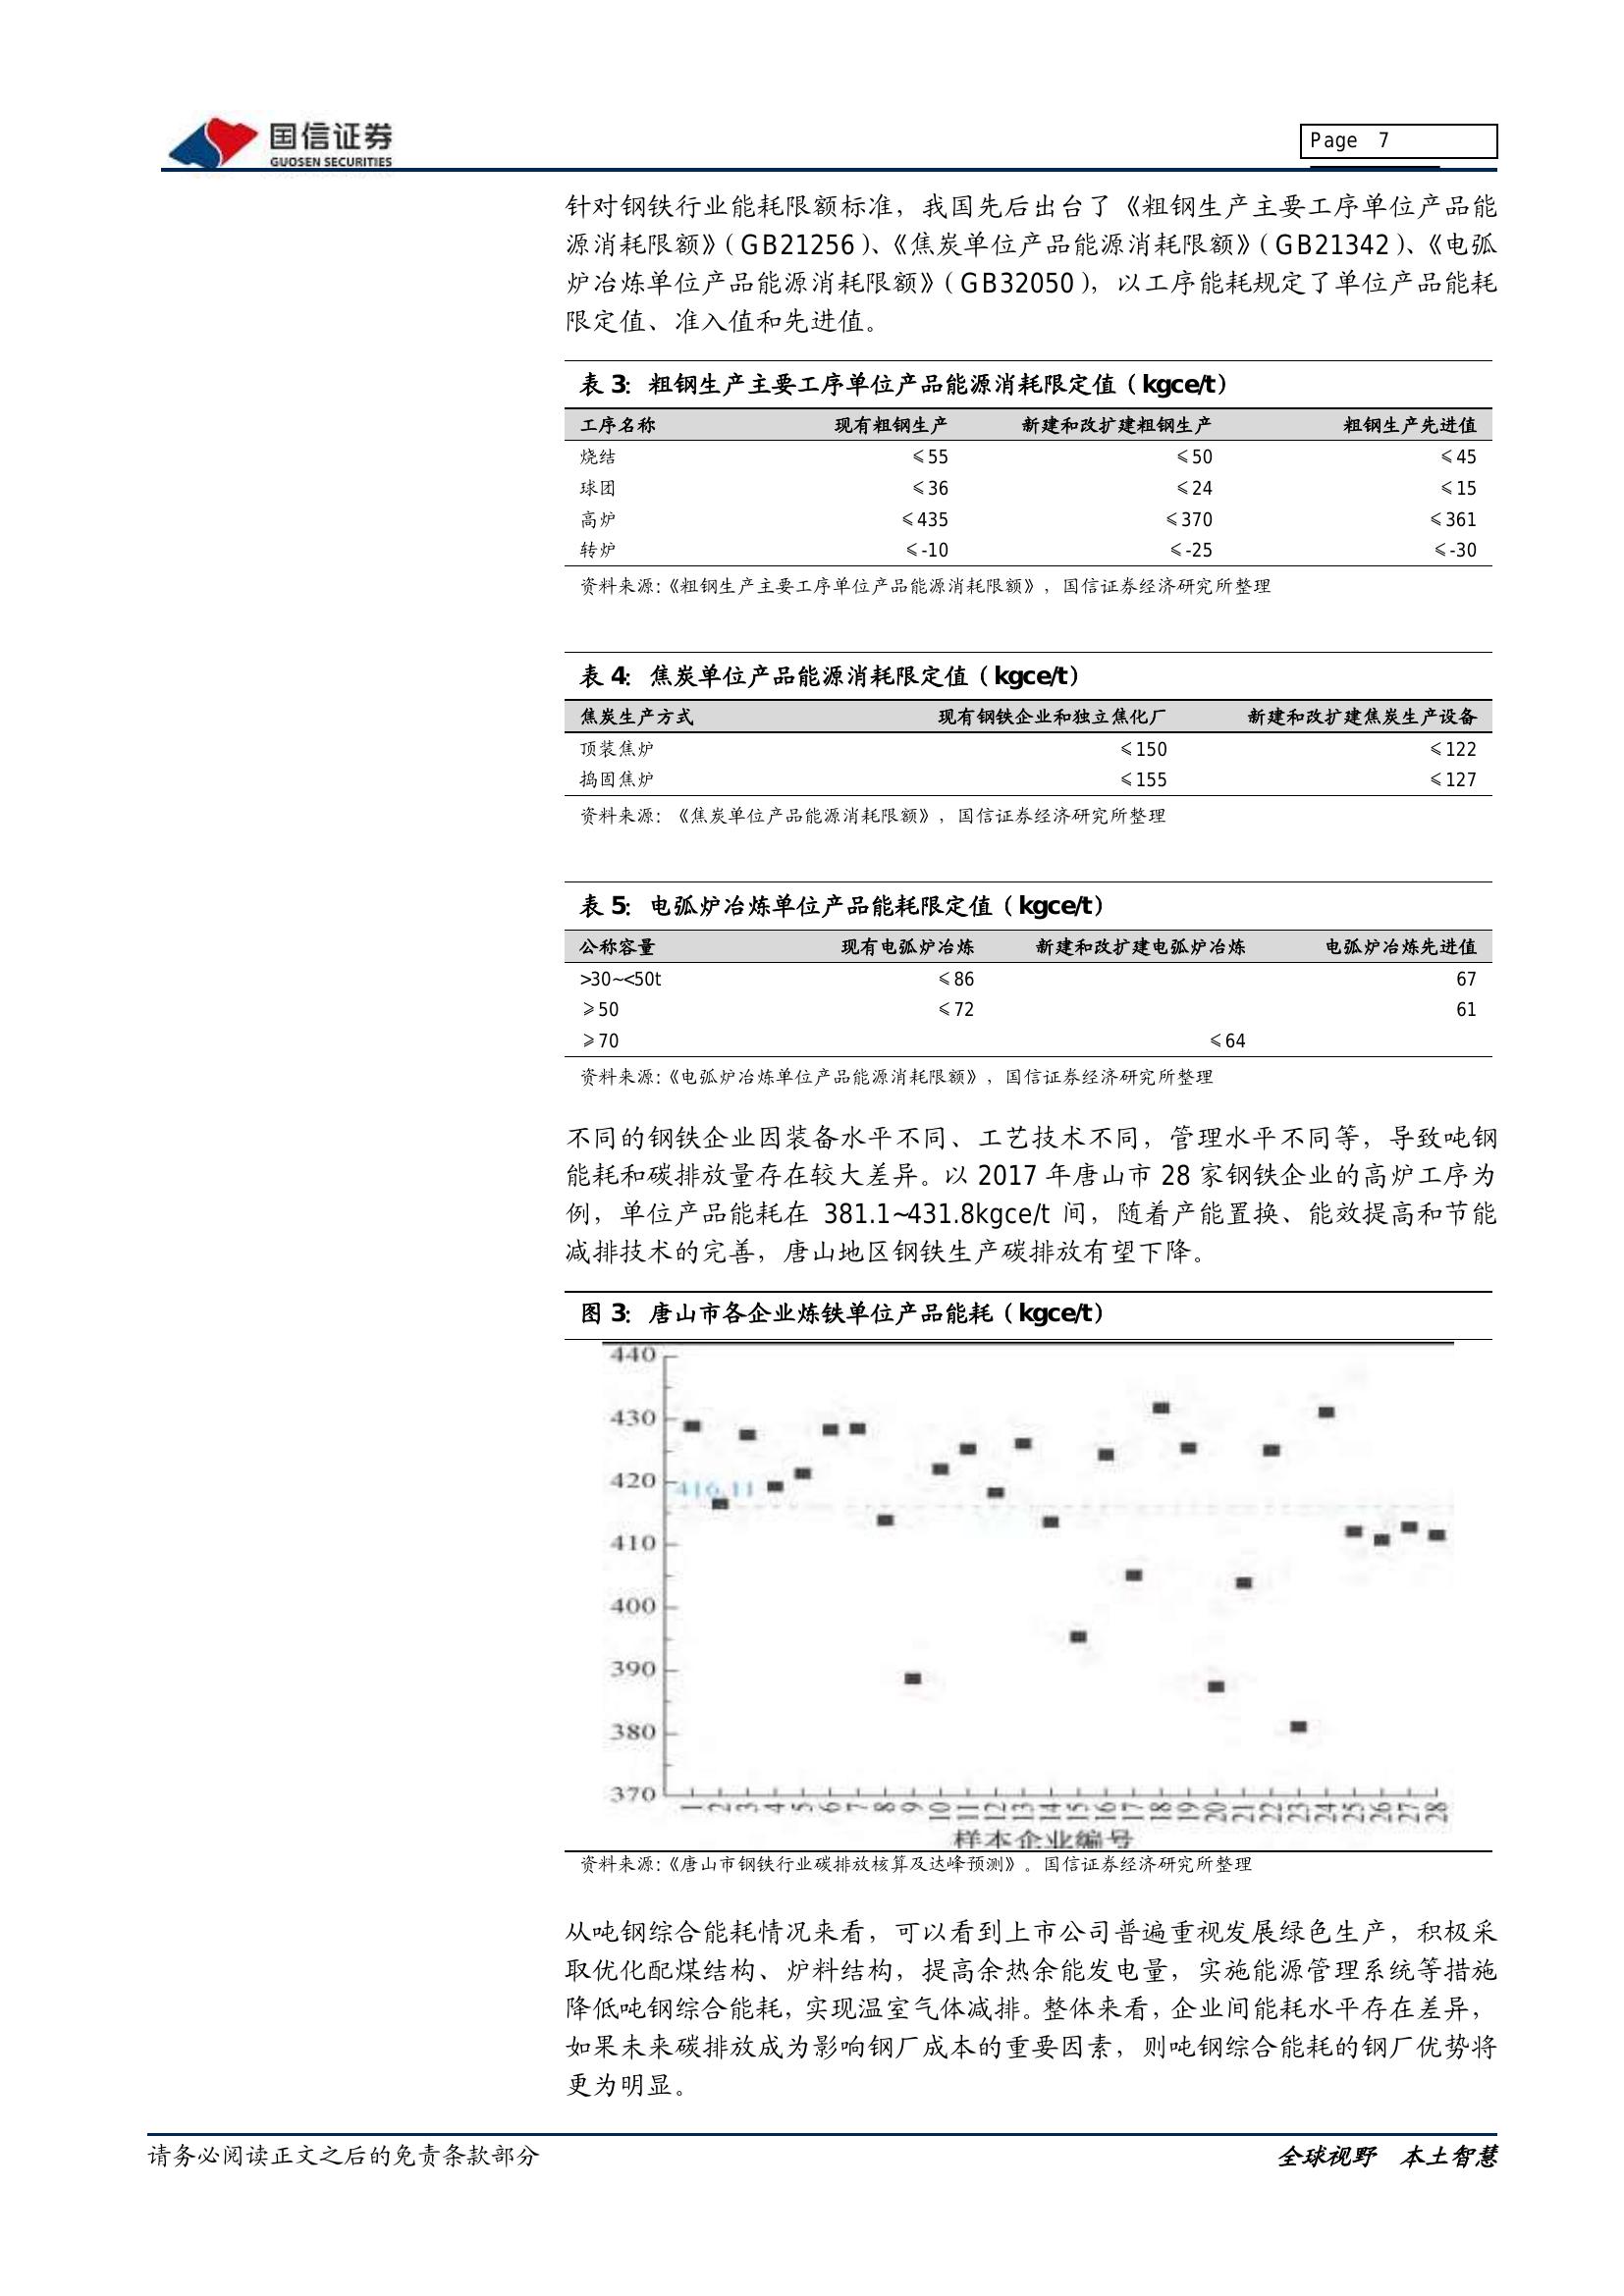 国信证券
GUOSEN SECURITIES
Page 7
针对钢铁行业能耗限额标准，我国先后出台了《粗钢生产主要工序单位产品能
源消耗限额》（GB21256）、《焦炭单位产品能源消耗限额》（GB21342）、《电弧
炉冶炼单位产品能源消耗限额》（GB32050），以工序能耗规定了单位产品能耗
限定值、准入值和先进值。
表 3：粗钢生产主要工序单位产品能源消耗限定值（kgce/t）
工序名称 现有粗钢生产 新建和改扩建粗钢生产 粗钢生产先进值
烧结 ≤55 ≤50 ≤45
球团 ≤36 ≤24 ≤15
高炉 ≤435 ≤370 ≤361
转炉 ≤-10 ≤-25 ≤-30
资料来源：《粗钢生产主要工序单位产品能源消耗限额》，国信证券经济研究所整理
表 4：焦炭单位产品能源消耗限定值（kgce/t）
焦炭生产方式 现有钢铁企业和独立焦化厂 新建和改扩建焦炭生产设备
顶装焦炉 ≤150 ≤122
捣固焦炉 ≤155 ≤127
资料来源：《焦炭单位产品能源消耗限额》，国信证券经济研究所整理
表 5：电弧炉冶炼单位产品能耗限定值（kgce/t）
公称容量 现有电弧炉冶炼 新建和改扩建电弧炉冶炼 电弧炉冶炼先进值
>30~<50t ≤86 67
≥50 ≤72 61
≥70 ≤64
资料来源：《电弧炉冶炼单位产品能源消耗限额》，国信证券经济研究所整理
不同的钢铁企业因装备水平不同、工艺技术不同，管理水平不同等，导致吨钢
能耗和碳排放量存在较大差异。以 2017 年唐山市 28 家钢铁企业的高炉工序为
例，单位产品能耗在 381.1~431.8kgce/t 间，随着产能置换、能效提高和节能
减排技术的完善，唐山地区钢铁生产碳排放有望下降。
图 3：唐山市各企业炼铁单位产品能耗（kgce/t）
440
430
420
416.11
410
400
390
380
370
1 2 3 4 5 6 7 8 9 10 11 12 13 14 15 16 17 18 19 20 21 22 23 24 25 26 27 28
样本企业编号
资料来源：《唐山市钢铁行业碳排放核算及达峰预测》。国信证券经济研究所整理
从吨钢综合能耗情况来看，可以看到上市公司普遍重视发展绿色生产，积极采
取优化配煤结构、炉料结构，提高余热余能发电量，实施能源管理系统等措施
降低吨钢综合能耗，实现温室气体减排。整体来看，企业间能耗水平存在差异，
如果未来碳排放成为影响钢厂成本的重要因素，则吨钢综合能耗的钢厂优势将
更为明显。
请务必阅读正文之后的免责条款部分
全球视野 本土智慧